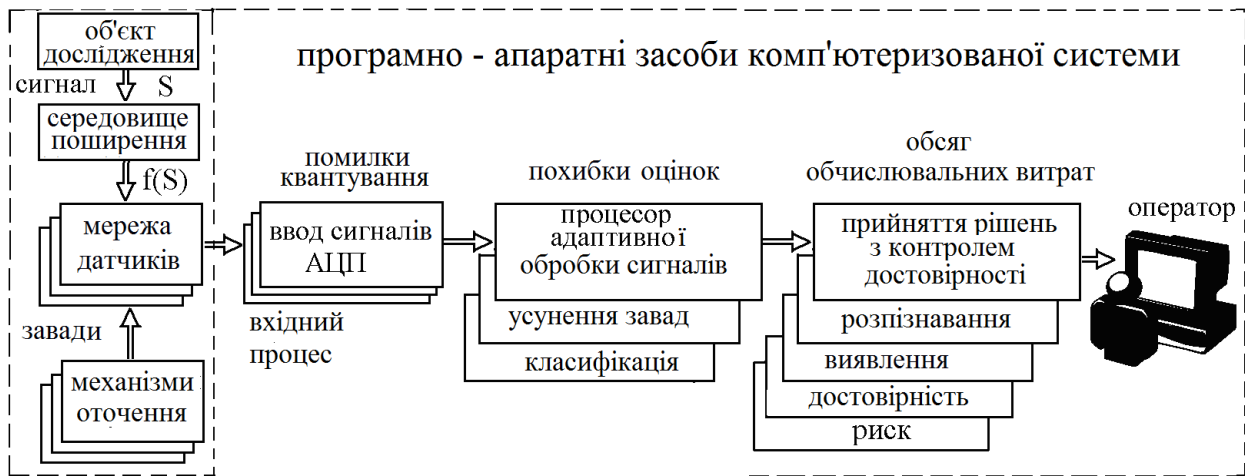 об'єкт
дослідження
сигнал S
середовище
поширення
f(S)
мережа
датчиків
завади
механізми
оточення
програмно - апаратні засоби комп'ютеризованої системи
помилки
квантування
ввод сигналів
АЦП
вхідний
процес
похибки оцінок
процесор
адаптивної
обробки сигналів
усунення завад
класифікація
обсяг
обчислювальних витрат
прийняття рішень
з контролем
достовірності
розпізнавання
виявлення
достовірність
риск
оператор